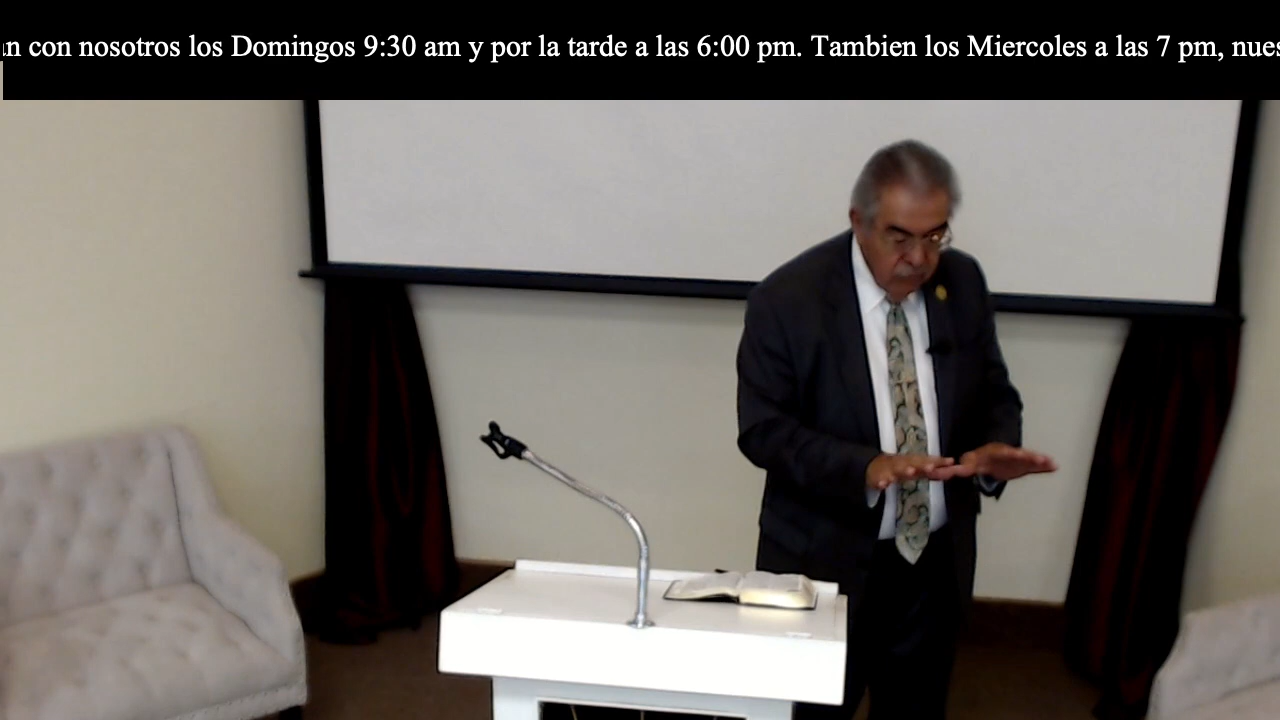 n con nosotros los Domingos 9:30 am y por la tarde a las 6:00 pm. Tambien los Miercoles a las 7 pm, nues